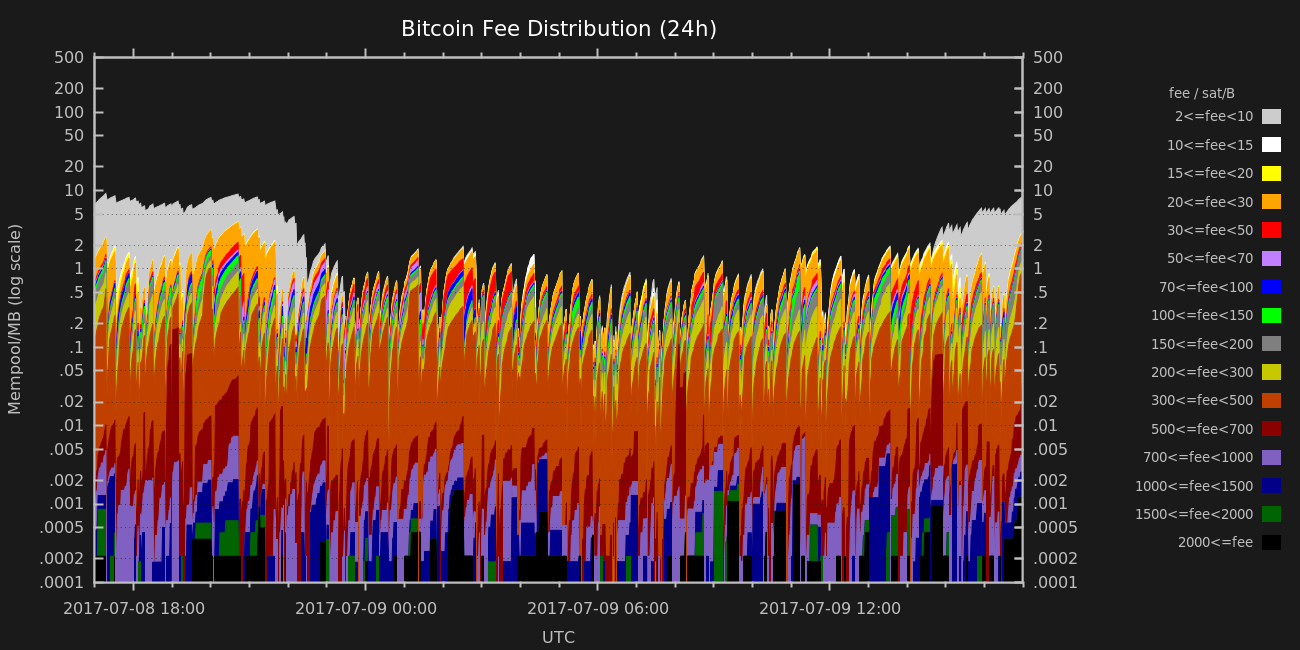 Bitcoin Fee Distribution (24h)
500
200
100
50
20
10
5
2
1
.5
.2
.1
.05
.02
.01
.005
.002
.001
.0005
.0002
.0001
Mempool/MB (log scale)
500
200
100
50
20
10
5
2
1
.5
.2
.1
.05
.02
.01
.005
.002
.001
.0005
.0002
.0001
2017-07-08 18:00
2017-07-09 00:00
2017-07-09 06:00
2017-07-09 12:00
UTC
fee / sat/B
2<=fee<10
10<=fee<15
15<=fee<20
20<=fee<30
30<=fee<50
50<=fee<70
70<=fee<100
100<=fee<150
150<=fee<200
200<=fee<300
300<=fee<500
500<=fee<700
700<=fee<1000
1000<=fee<1500
1500<=fee<2000
2000<=fee